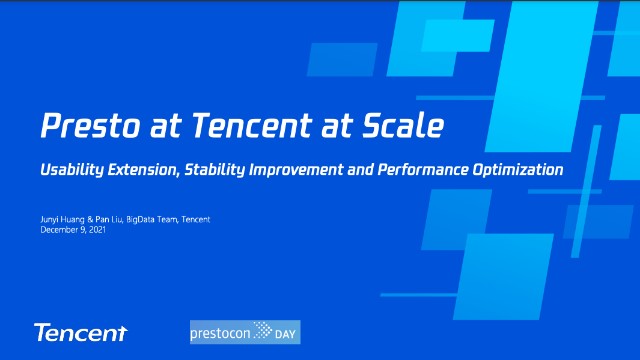 Presto at Tencent at Scale
Usability Extension, Stability Improvement and Performance Optimization
Junyi Huang & Pan Liu, BigData Team, Tencent
December 9, 2021
Tencent
prestocon DAY